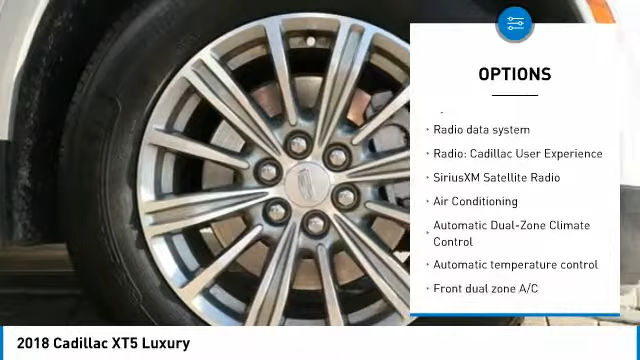 OPTIONS
Radio data system
Radio: Cadillac User Experience
SiriusXM Satellite Radio
Air Conditioning
Automatic Dual-Zone Climate
Control
Automatic temperature control
Front dual zone A/C
2018 Cadillac XT5 Luxury